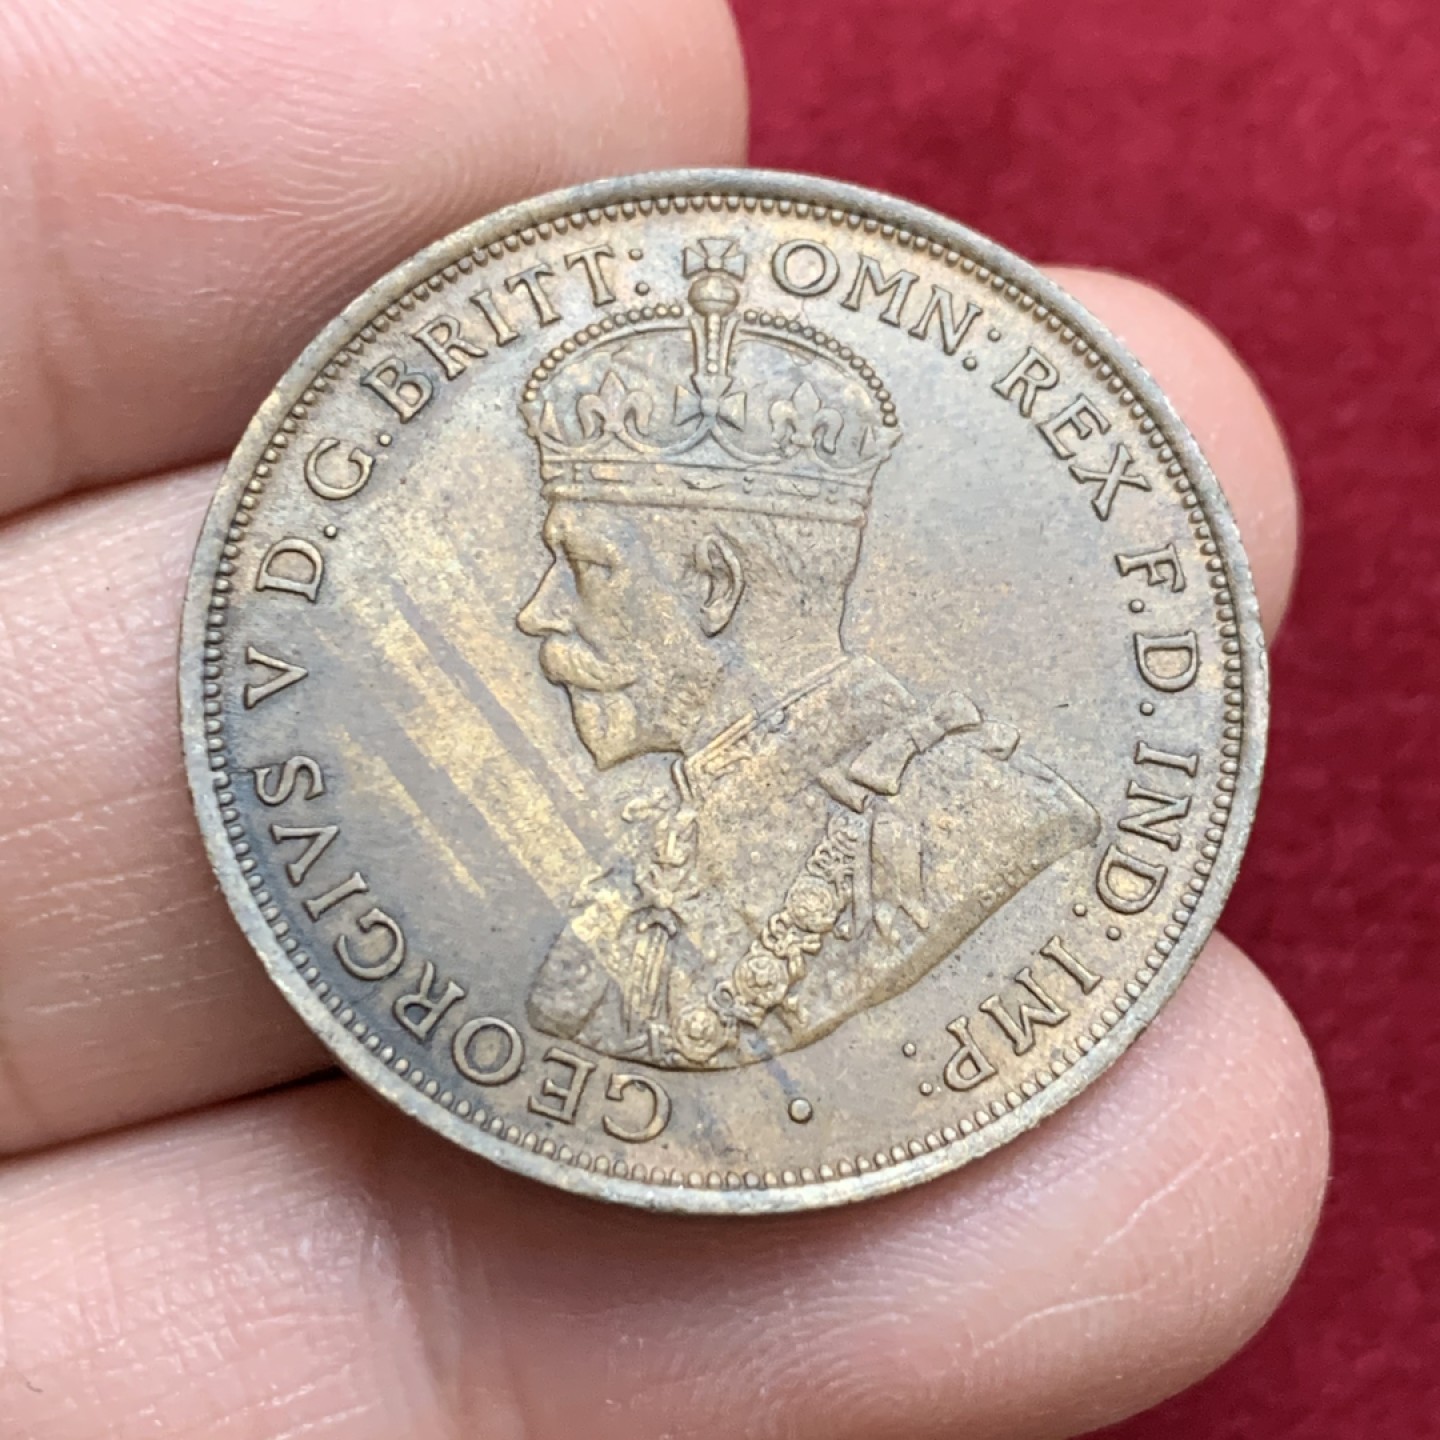 GEORGIVS V D.G.BRITT: OMN: REX F.D.IND: IMP:
B.M.